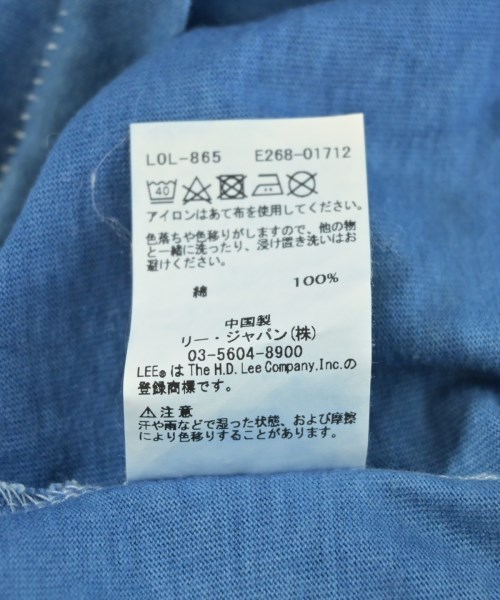 LOL-865 E268-01712
40
アイロンはあて布を使用してください。
色落ちや色移りがしますので、他の物
と一緒に洗ったり、浸け置き洗いはお
避けください。
綿 100%
中国製
リー・ジャパン(株)
03-5604-8900
LEE®は The H.D. Lee Company, Inc.の
登録商標です。
⚠注意
汗や雨などで湿った状態、および摩擦
により色移りすることがあります。